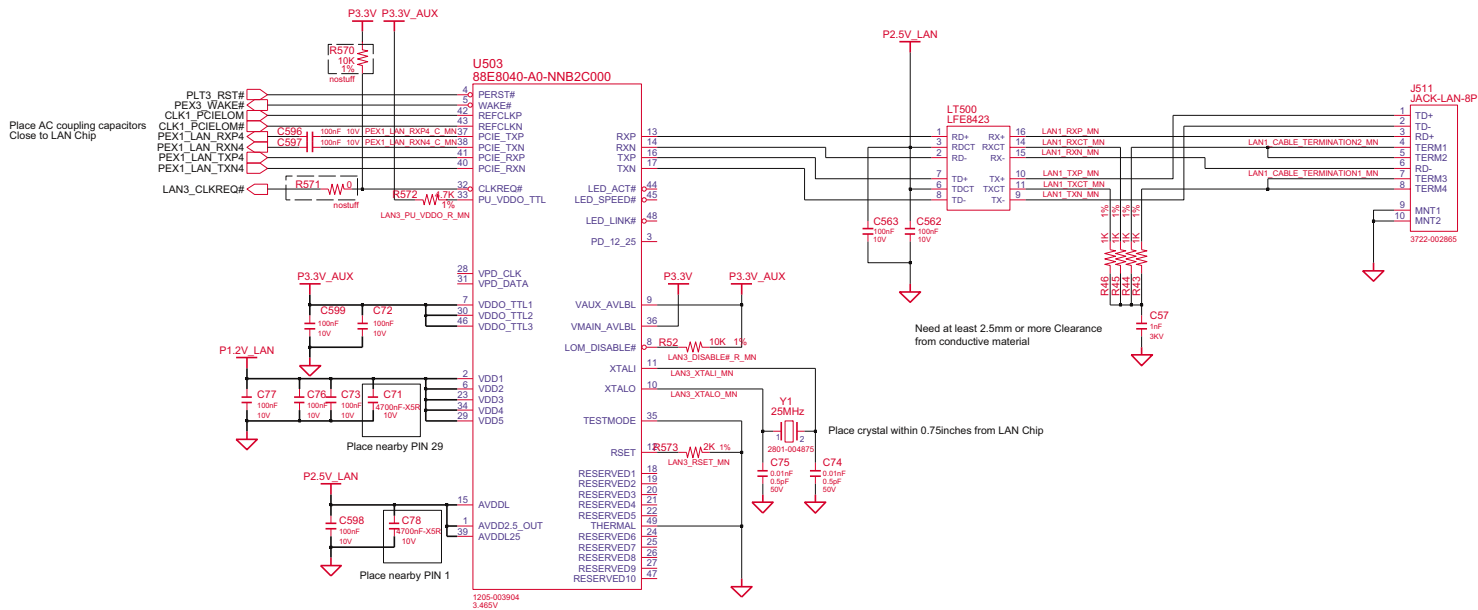 P3.3V P3.3V_AUX
R570
10K
1%
nostuff
U503
88E8040-A0-NNB2C000
PLT3_RST#
PEX3_WAKE#
CLK1_PCIELOM
CLK1_PCIELOM#
PEX1_LAN_RXP4
PEX1_LAN_RXN4
PEX1_LAN_TXP4
PEX1_LAN_TXN4
LAN3_CLKREQ#
Place AC coupling capacitors
Close to LAN Chip
C596
100nF 10V PEX1_LAN_RXP4_C_MN
C597
100nF 10V PEX1_LAN_RXN4_C_MN
R571 0
nostuff
R572 4.7K
1%
LAN3_PU_VDDO_R_MN
4 PERST#
5 WAKE#
42 REFCLKP
43 REFCLKN
37 PCIE_TXP
38 PCIE_TXN
41 PCIE_RXP
40 PCIE_RXN
32 CLKREQ#
33 PU_VDDO_TTL
28 VPD_CLK
31 VPD_DATA
7 VDDO_TTL1
30 VDDO_TTL2
46 VDDO_TTL3
2 VDD1
6 VDD2
23 VDD3
34 VDD4
29 VDD5
15 AVDDL
1 AVDD2.5_OUT
39 AVDDL25
RXP 13
RXN 14
TXP 16
TXN 17
LED_ACT# 44
LED_SPEED# 45
LED_LINK# 48
PD_12_25 3
VAUX_AVLBL 9
VMAIN_AVLBL 36
LOM_DISABLE# 8
XTALI 11
XTALO 10
TESTMODE 35
RSET 12
RESERVED1 18
RESERVED2 19
RESERVED3 20
RESERVED4 21
RESERVED5 22
THERMAL 49
RESERVED6 24
RESERVED7 25
RESERVED8 26
RESERVED9 27
RESERVED10 47
1205-003904
3.465V
P3.3V_AUX
C599
100nF
10V
C72
100nF
10V
P1.2V_LAN
C77
100nF
10V
C76
100nF
10V
C73
100nF
10V
C71
4700nF-X5R
10V
Place nearby PIN 29
P2.5V_LAN
C598
100nF
10V
C78
4700nF-X5R
10V
Place nearby PIN 1
P3.3V P3.3V_AUX
R52 10K 1%
LAN3_DISABLE#_R_MN
LAN3_XTALI_MN
LAN3_XTALO_MN
Y1
25MHz
1 2
2801-004875
Place crystal within 0.75inches from LAN Chip
R573 2K 1%
LAN3_RSET_MN
C75
0.01nF
0.5pF
50V
C74
0.01nF
0.5pF
50V
P2.5V_LAN
C563
100nF
10V
C562
100nF
10V
LT500
LFE8423
1 RD+ RX+ 16
3 RDCT RXCT 14
2 RD- RX- 15
7 TD+ TX+ 10
6 TDCT TXCT 11
8 TD- TX- 9
LAN1_RXP_MN
LAN1_RXCT_MN
LAN1_RXN_MN
LAN1_TXP_MN
LAN1_TXCT_MN
LAN1_TXN_MN
LAN1_CABLE_TERMINATION2_MN
LAN1_CABLE_TERMINATION1_MN
R46 1K 1%
R45 1K 1%
R44 1K 1%
R43 1K 1%
C57
1nF
3KV
Need at least 2.5mm or more Clearance
from conductive material
J511
JACK-LAN-8P
1 TD+
2 TD-
3 RD+
4 TERM1
5 TERM2
6 RD-
7 TERM3
8 TERM4
9 MNT1
10 MNT2
3722-002865